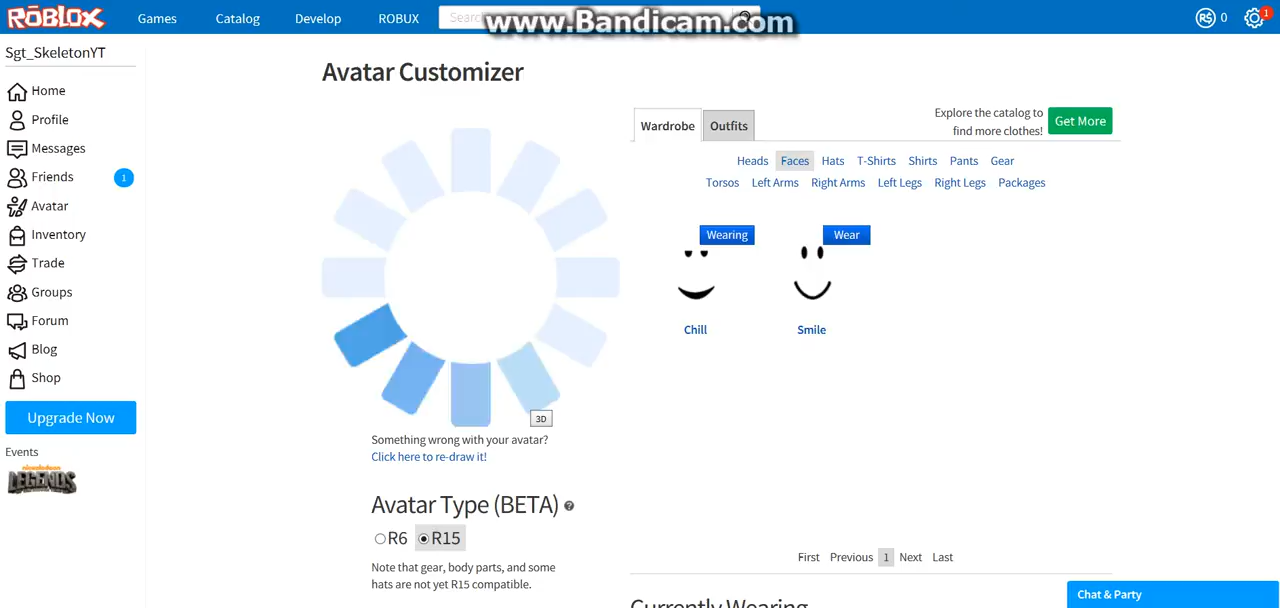 ROBLOX Games Catalog Develop ROBUX Search www.Bandicam.com 0 1
Sgt_SkeletonYT
Home
Profile
Messages
Friends 1
Avatar
Inventory
Trade
Groups
Forum
Blog
Shop
Upgrade Now
Events
nickelodeon
LEGENDS
Avatar Customizer
3D
Something wrong with your avatar?
Click here to re-draw it!
Avatar Type (BETA) ?
R6 R15
Note that gear, body parts, and some
hats are not yet R15 compatible.
Wardrobe Outfits
Explore the catalog to
find more clothes!
Get More
Heads Faces Hats T-Shirts Shirts Pants Gear
Torsos Left Arms Right Arms Left Legs Right Legs Packages
Wearing Wear
Chill Smile
First Previous 1 Next Last
Currently Wearing
Chat & Party